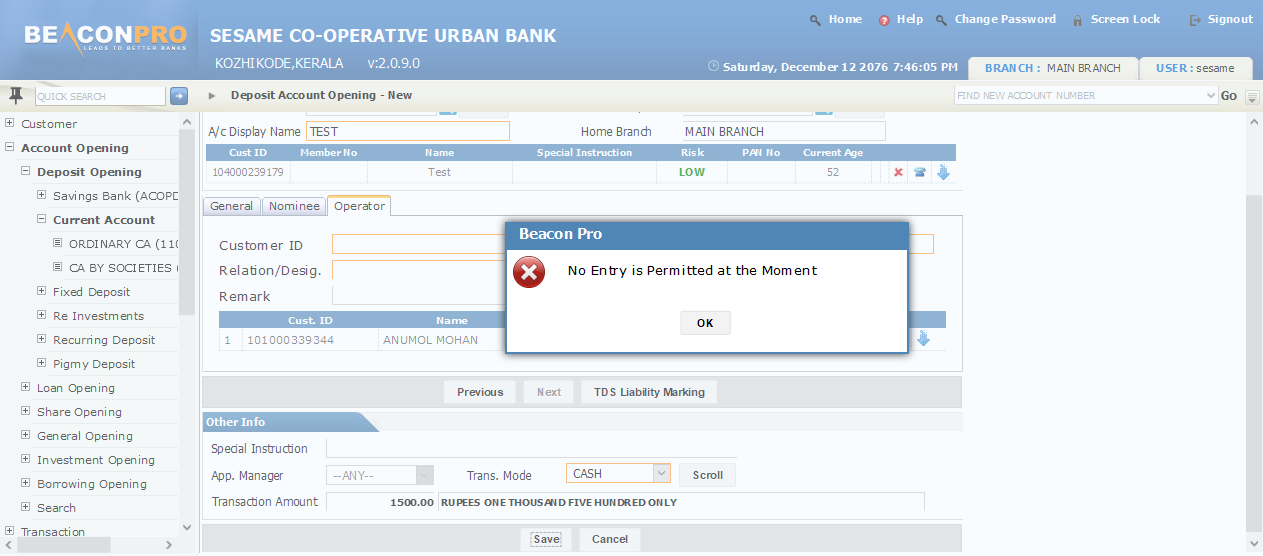 Home Help Change Password Screen Lock Signout
BEACONPRO
LEADS TO BETTER BANKS
SESAME CO-OPERATIVE URBAN BANK
KOZHIKODE,KERALA v:2.0.9.0
Saturday, December 12 2076 7:46:05 PM BRANCH : MAIN BRANCH USER : sesame
QUICK SEARCH Deposit Account Opening - New FIND NEW ACCOUNT NUMBER Go
Customer
Account Opening
Deposit Opening
Savings Bank (ACOPD
Current Account
ORDINARY CA (110
CA BY SOCIETIES (
Fixed Deposit
Re Investments
Recurring Deposit
Pigmy Deposit
Loan Opening
Share Opening
General Opening
Investment Opening
Borrowing Opening
Search
Transaction
A/c Display Name TEST Home Branch MAIN BRANCH
Cust ID Member No Name Special Instruction Risk PAN No Current Age
104000239179 Test LOW 52
General Nominee Operator
Customer ID
Relation/Desig.
Remark
Cust. ID Name
1 101000339344 ANUMOL MOHAN
Beacon Pro
No Entry is Permitted at the Moment
OK
Previous Next TDS Liability Marking
Other Info
Special Instruction
App. Manager --ANY-- Trans. Mode CASH Scroll
Transaction Amount 1500.00 RUPEES ONE THOUSAND FIVE HUNDRED ONLY
Save Cancel